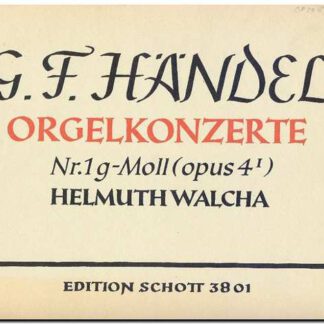 G. F. HÄNDEL
ORGELKONZERTE
Nr. 1 g-Moll (opus 4¹)
HELMUTH WALCHA
EDITION SCHOTT 3801